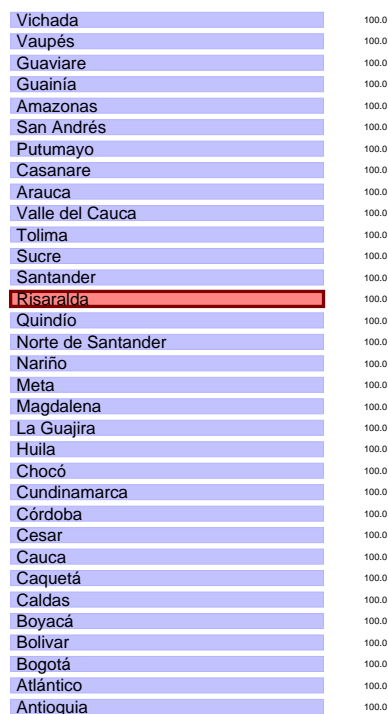 Vichada 100.0
Vaupés 100.0
Guaviare 100.0
Guainía 100.0
Amazonas 100.0
San Andrés 100.0
Putumayo 100.0
Casanare 100.0
Arauca 100.0
Valle del Cauca 100.0
Tolima 100.0
Sucre 100.0
Santander 100.0
Risaralda 100.0
Quindío 100.0
Norte de Santander 100.0
Nariño 100.0
Meta 100.0
Magdalena 100.0
La Guajira 100.0
Huila 100.0
Chocó 100.0
Cundinamarca 100.0
Córdoba 100.0
Cesar 100.0
Cauca 100.0
Caquetá 100.0
Caldas 100.0
Boyacá 100.0
Bolivar 100.0
Bogotá 100.0
Atlántico 100.0
Antioquia 100.0